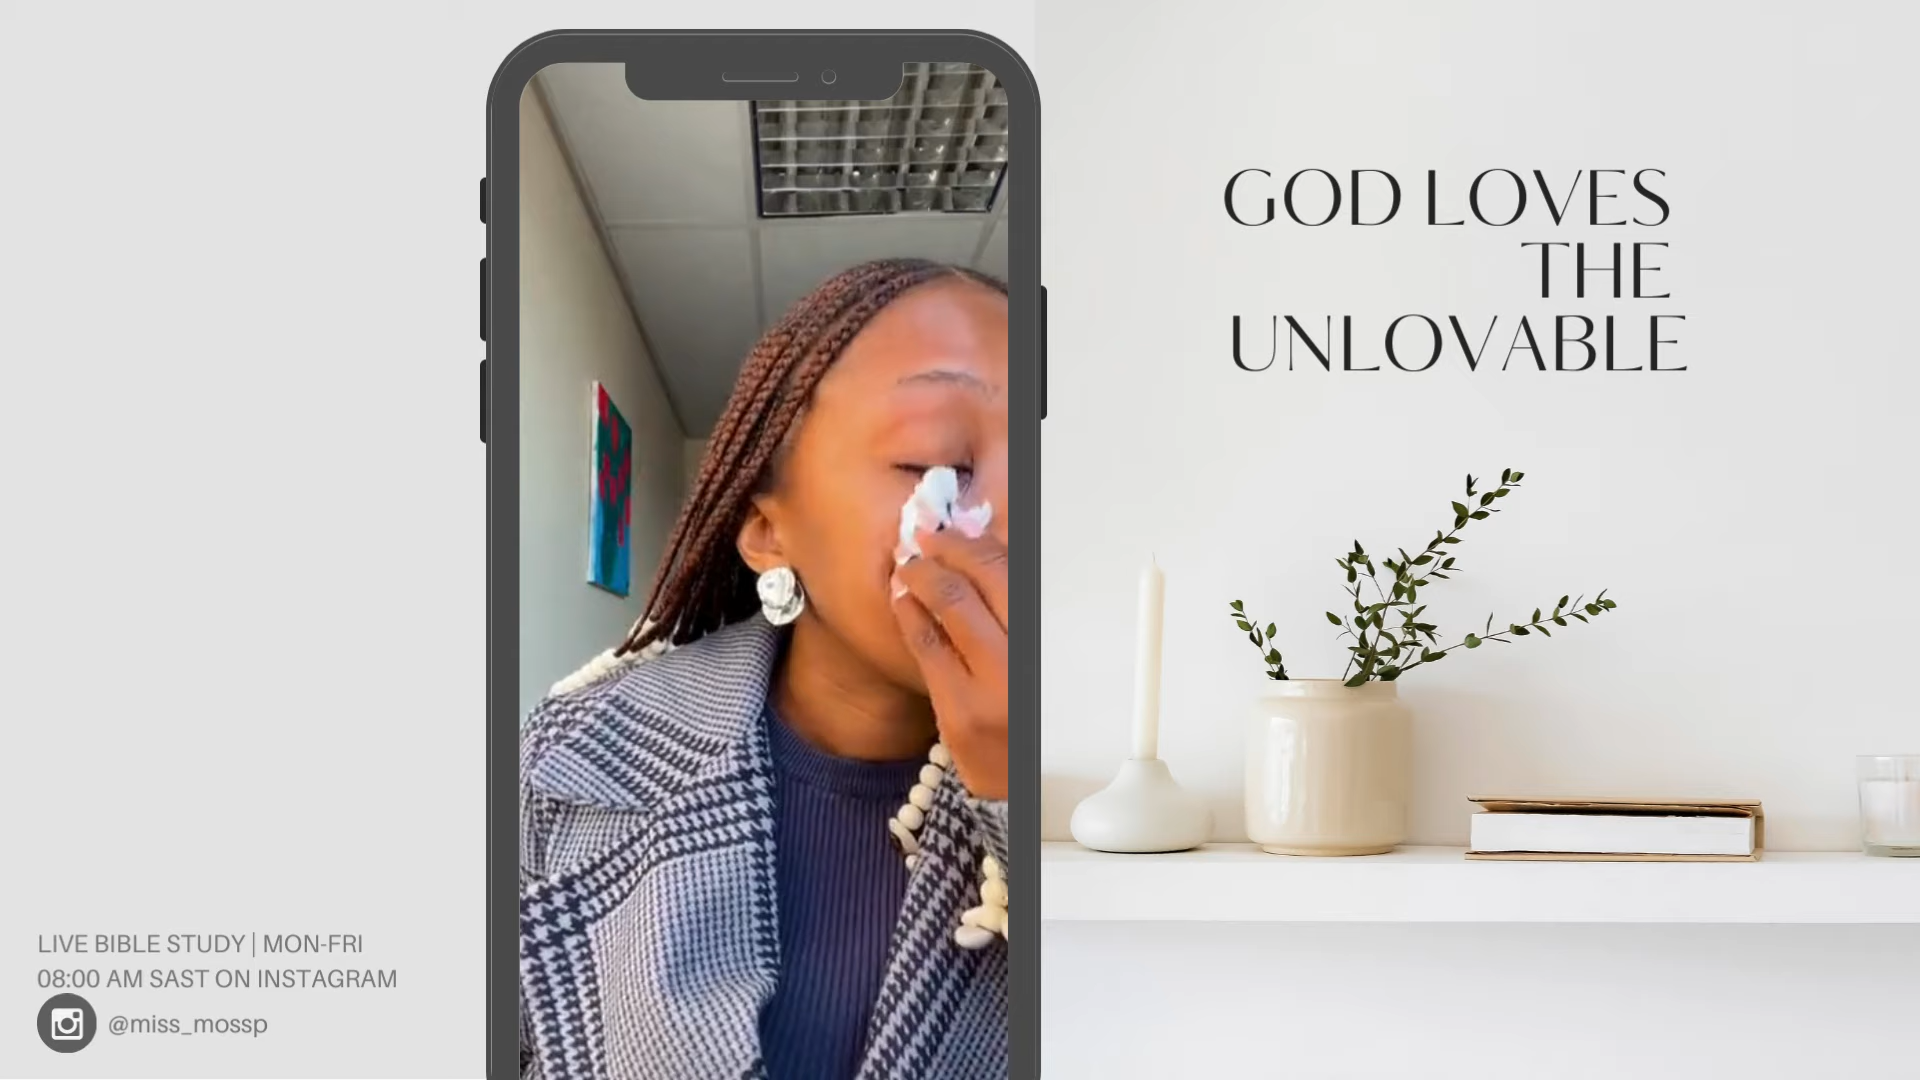 GOD LOVES
THE
UNLOVABLE
LIVE BIBLE STUDY | MON-FRI
08:00 AM SAST ON INSTAGRAM
@miss_mossp